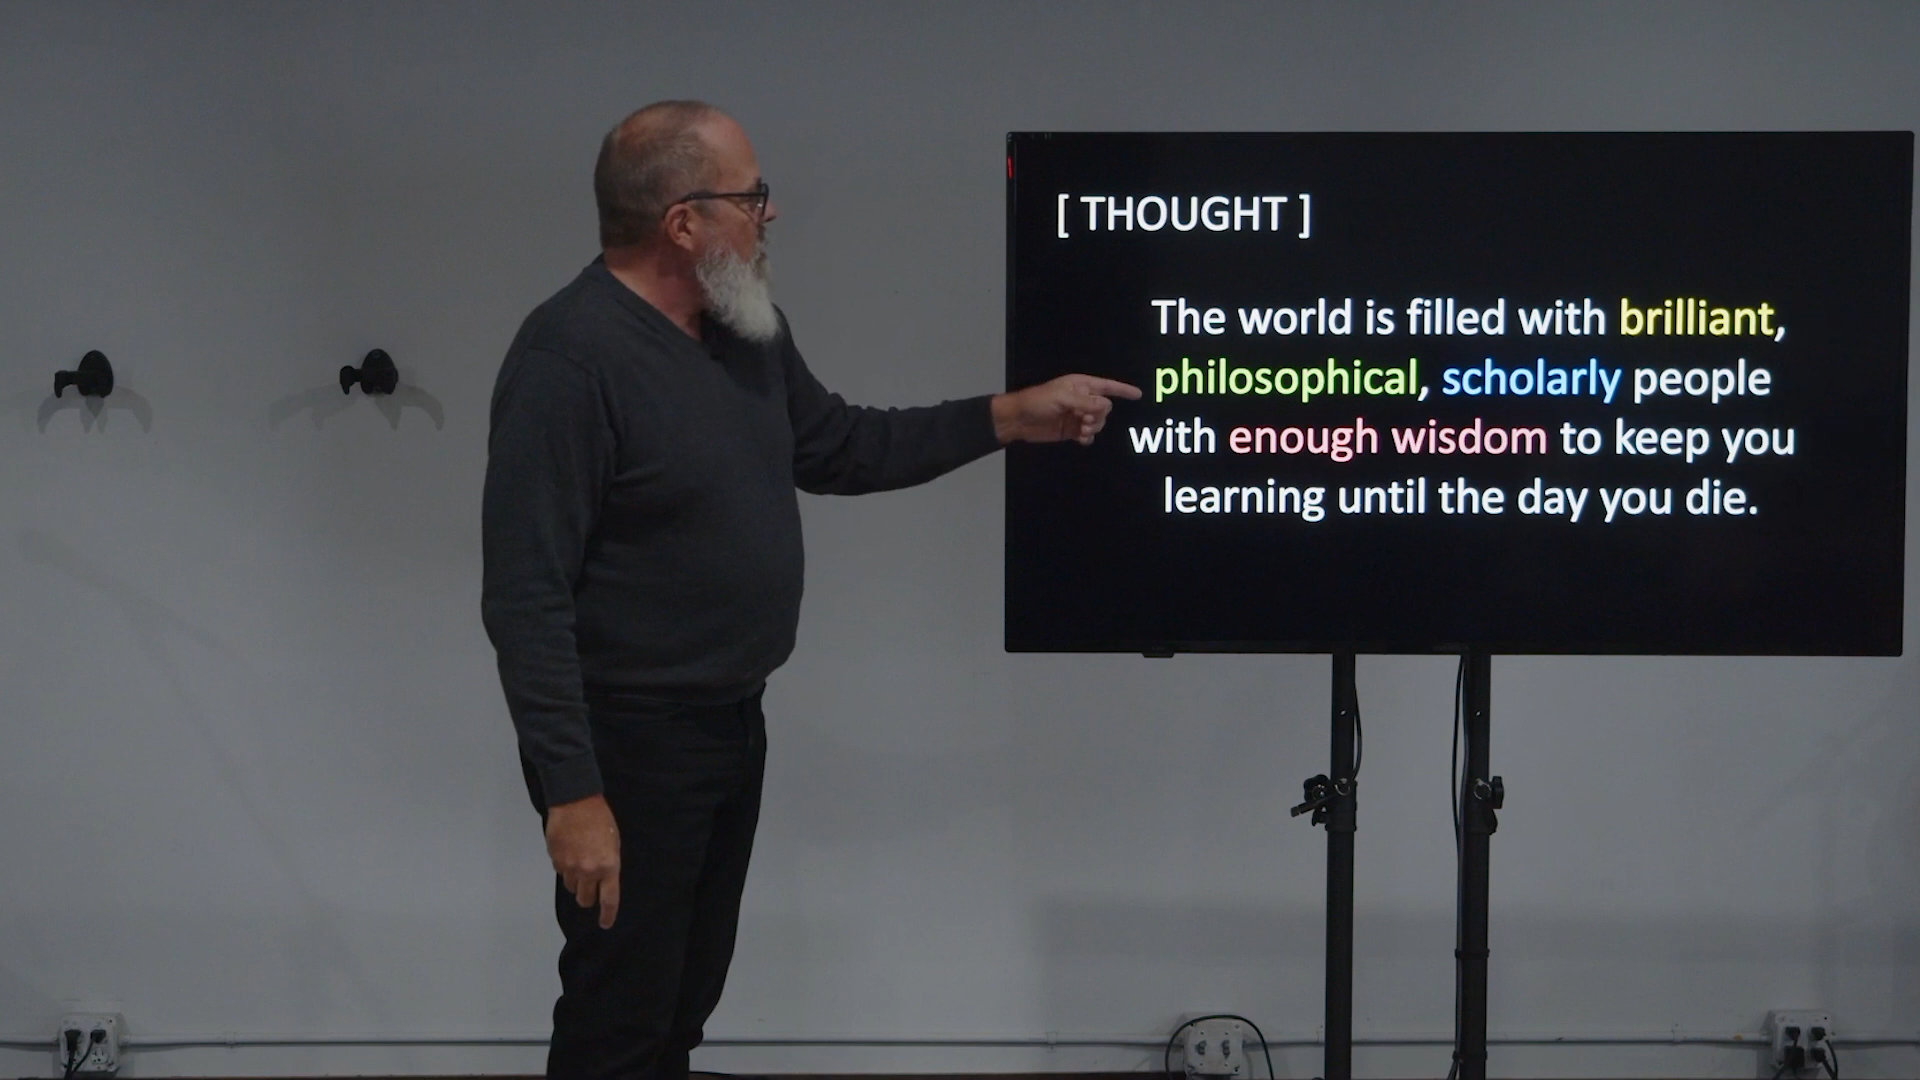 [ THOUGHT ]
The world is filled with brilliant,
philosophical, scholarly people
with enough wisdom to keep you
learning until the day you die.